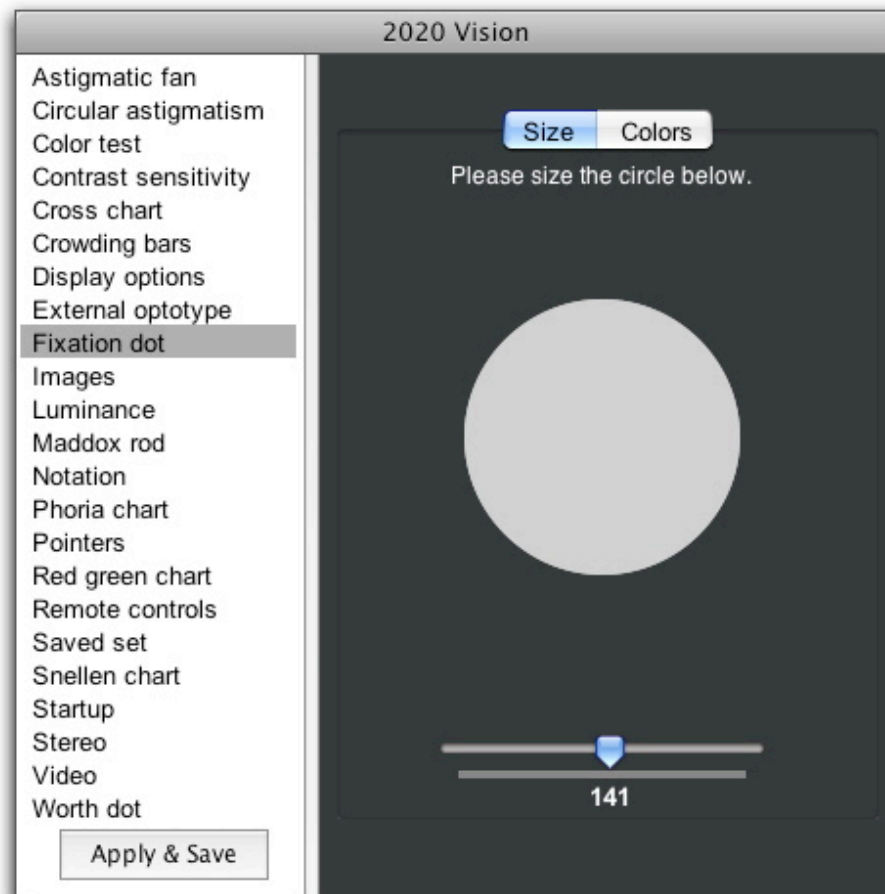 2020 Vision
Astigmatic fan
Circular astigmatism
Color test
Contrast sensitivity
Cross chart
Crowding bars
Display options
External optotype
Fixation dot
Images
Luminance
Maddox rod
Notation
Phoria chart
Pointers
Red green chart
Remote controls
Saved set
Snellen chart
Startup
Stereo
Video
Worth dot
Apply & Save
Size Colors
Please size the circle below.
141